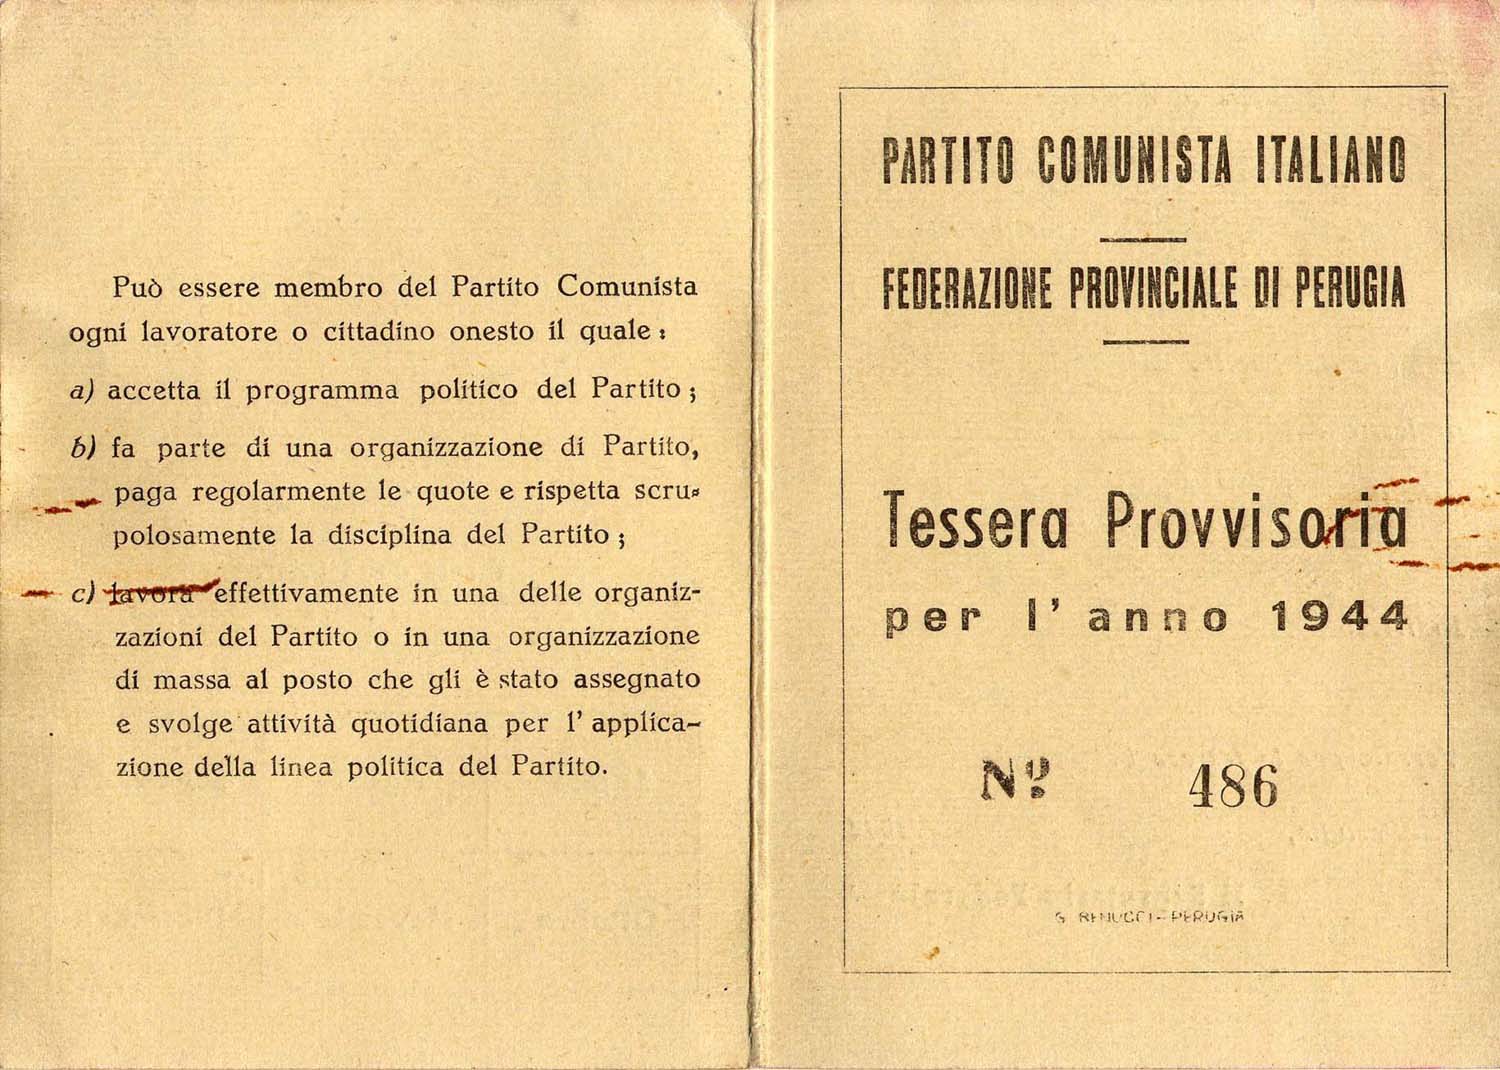 Può essere membro del Partito Comunista
ogni lavoratore o cittadino onesto il quale :
a) accetta il programma politico del Partito ;
b) fa parte di una organizzazione di Partito,
paga regolarmente le quote e rispetta scru-
polosamente la disciplina del Partito ;
c) lavora effettivamente in una delle organiz-
zazioni del Partito o in una organizzazione
di massa al posto che gli è stato assegnato
e svolge attività quotidiana per l' applica-
zione della linea politica del Partito.
PARTITO COMUNISTA ITALIANO
FEDERAZIONE PROVINCIALE DI PERUGIA
Tessera Provvisoria
per l' anno 1944
Nº 486
G. BENUCCI - PERUGIA